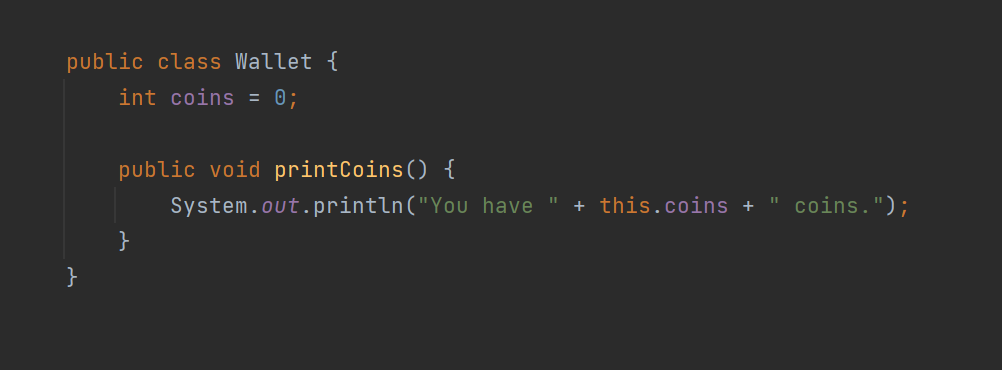 public class Wallet {
    int coins = 0;
    public void printCoins() {
        System.out.println("You have " + this.coins + " coins.");
    }
}